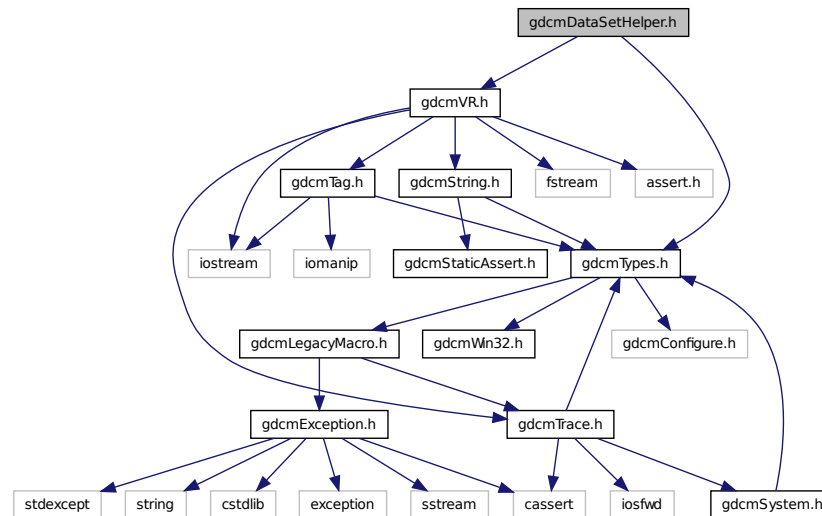 gdcmDataSetHelper.h
gdcmVR.h
gdcmTag.h
gdcmString.h
fstream
assert.h
iostream
iomanip
gdcmStaticAssert.h
gdcmTypes.h
gdcmLegacyMacro.h
gdcmWin32.h
gdcmConfigure.h
gdcmException.h
gdcmTrace.h
stdexcept
string
cstdlib
exception
sstream
cassert
iosfwd
gdcmSystem.h